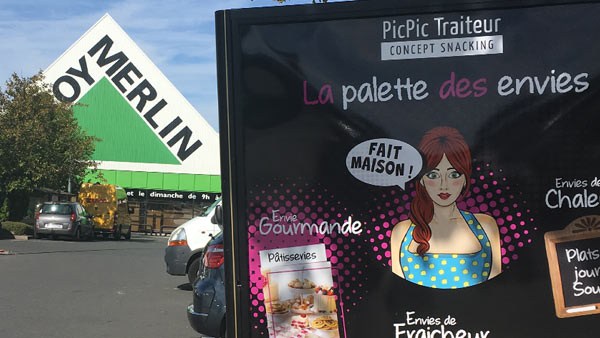 OY MERLIN
et le dimanche de 9h
PicPic Traiteur
CONCEPT SNACKING
La palette des envies
FAIT
MAISON !
Envie
Gourmande
Pâtisseries
Envies de
Chale
Plats
jour
Sou
Envies de
Fraîcheur